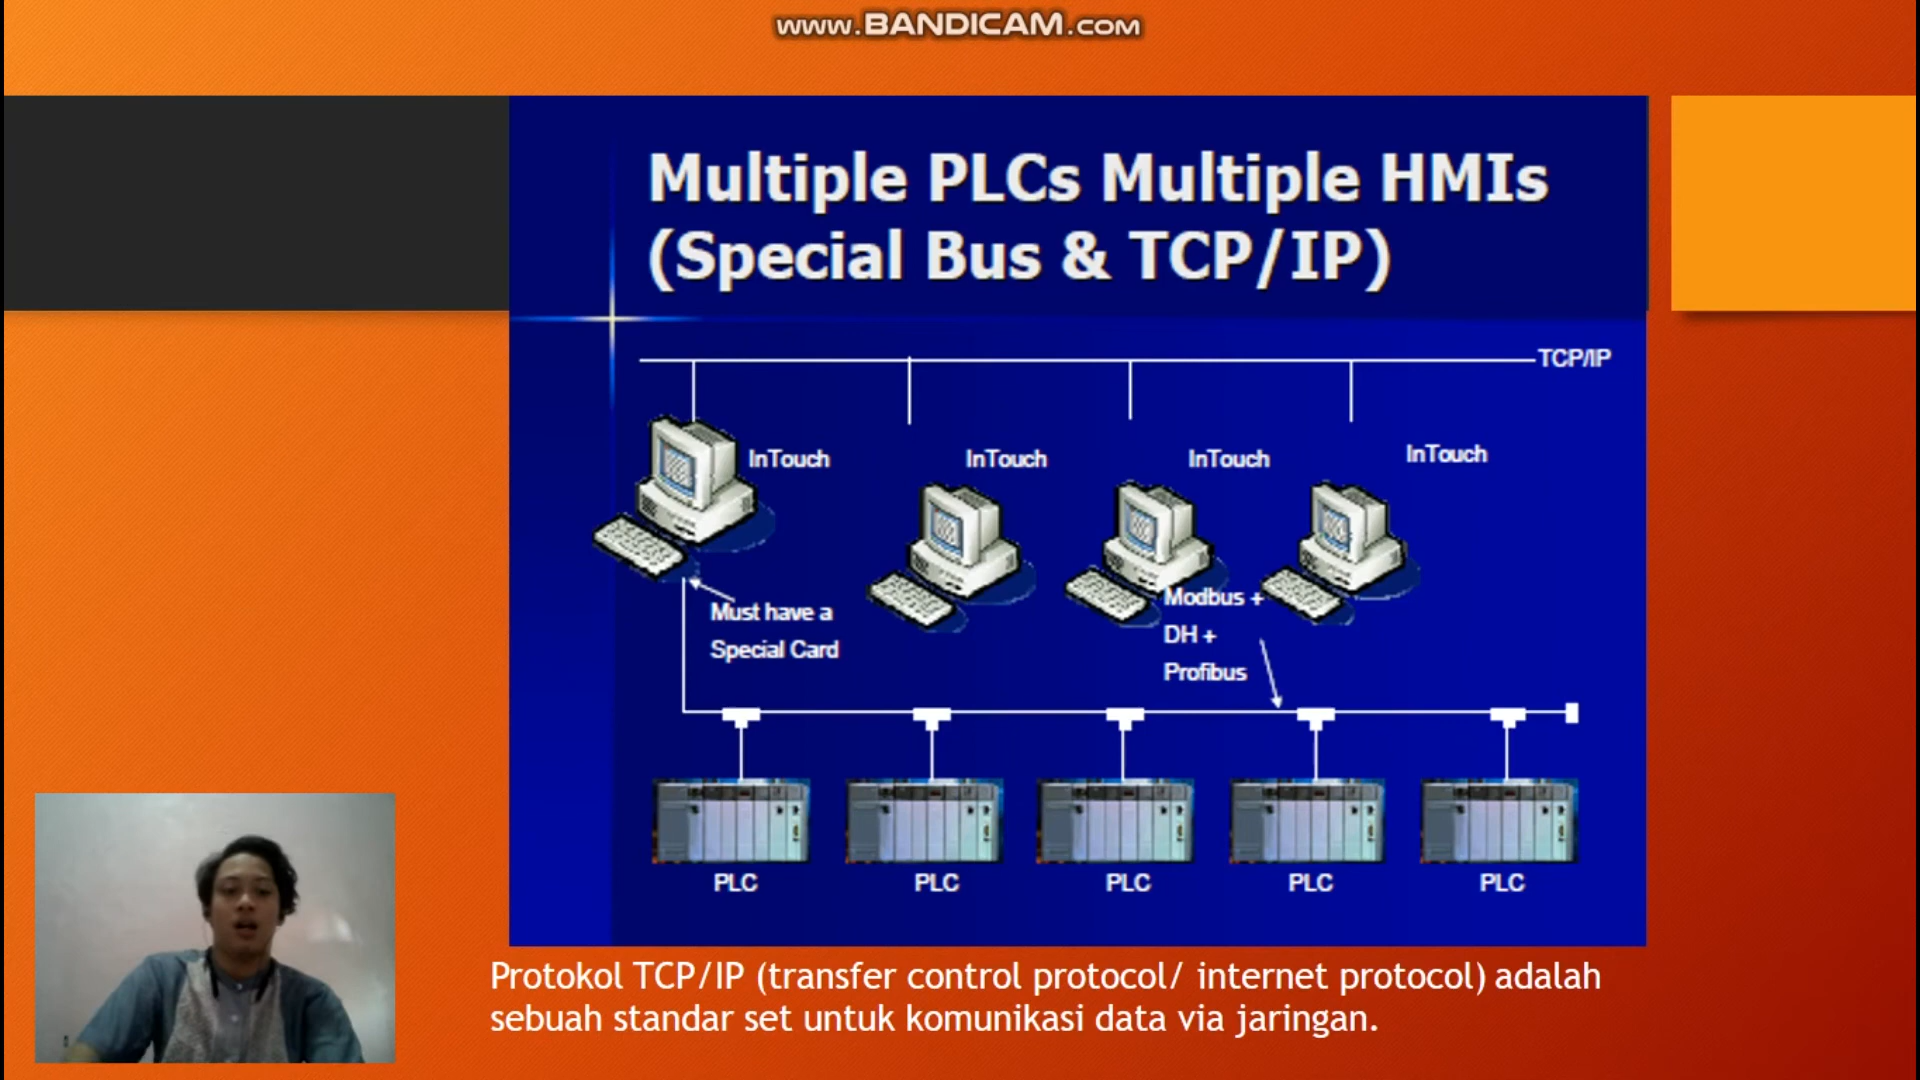 www.BANDICAM.com
Multiple PLCs Multiple HMIs
(Special Bus & TCP/IP)
TCP/IP
InTouch
InTouch
InTouch
InTouch
Must have a
Special Card
Modbus +
DH +
Profibus
PLC
PLC
PLC
PLC
PLC
Protokol TCP/IP (transfer control protocol/ internet protocol) adalah
sebuah standar set untuk komunikasi data via jaringan.